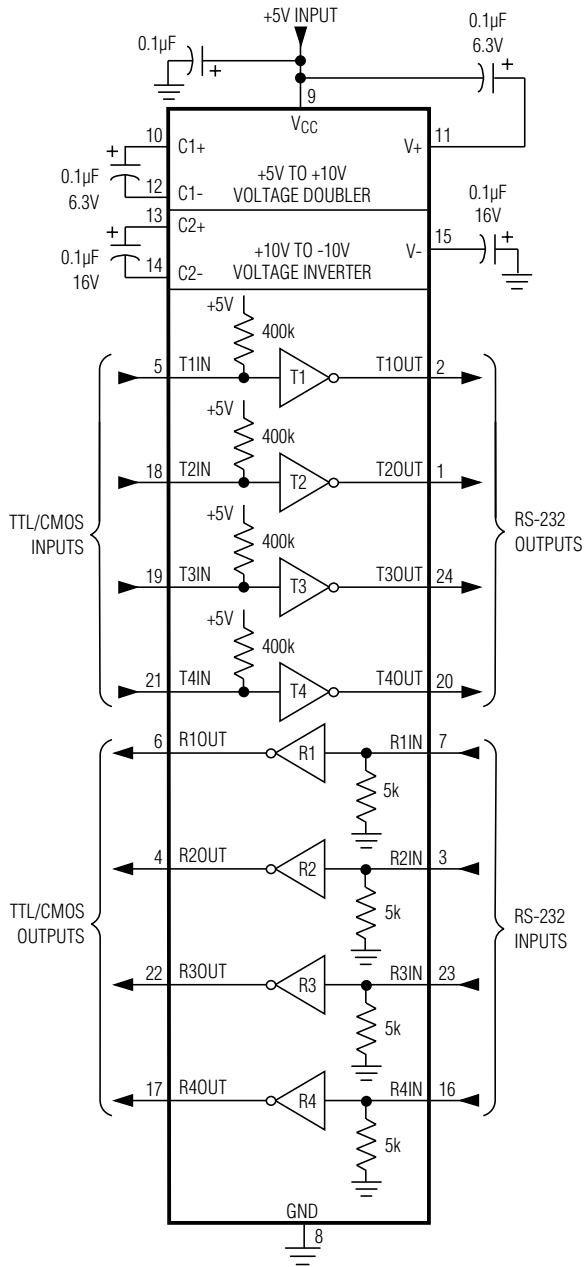 +5V INPUT
0.1µF
+
0.1µF
6.3V
+
9
VCC
10
C1+
+
0.1µF
6.3V
12
C1-
+5V TO +10V
VOLTAGE DOUBLER
V+
11
13
C2+
+
0.1µF
16V
14
C2-
+10V TO -10V
VOLTAGE INVERTER
V-
15
0.1µF
16V
+
+5V
400k
5
T1IN
T1
T1OUT
2
+5V
400k
18
T2IN
T2
T2OUT
1
TTL/CMOS
INPUTS
RS-232
OUTPUTS
+5V
400k
19
T3IN
T3
T3OUT
24
+5V
400k
21
T4IN
T4
T4OUT
20
6
R1OUT
R1
R1IN
7
5k
4
R2OUT
R2
R2IN
3
5k
TTL/CMOS
OUTPUTS
RS-232
INPUTS
22
R3OUT
R3
R3IN
23
5k
17
R4OUT
R4
R4IN
16
5k
GND
8